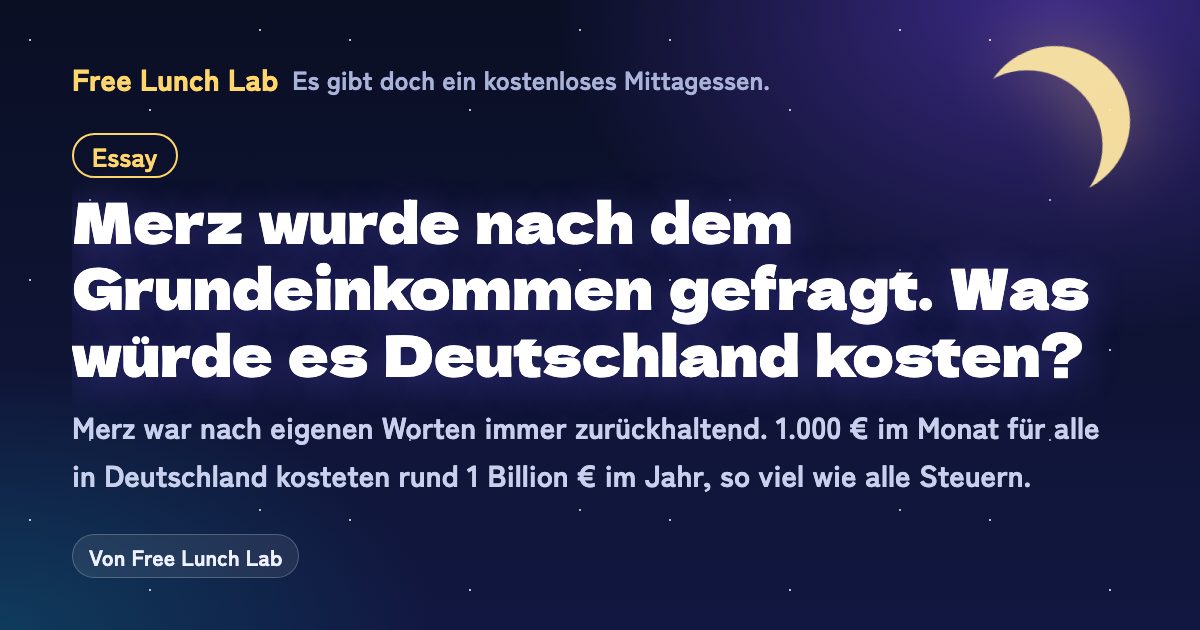 Free Lunch Lab Es gibt doch ein kostenloses Mittagessen.
Essay
Merz wurde nach dem
Grundeinkommen gefragt. Was
würde es Deutschland kosten?
Merz war nach eigenen Worten immer zurückhaltend. 1.000 € im Monat für alle
in Deutschland kosteten rund 1 Billion € im Jahr, so viel wie alle Steuern.
Von Free Lunch Lab